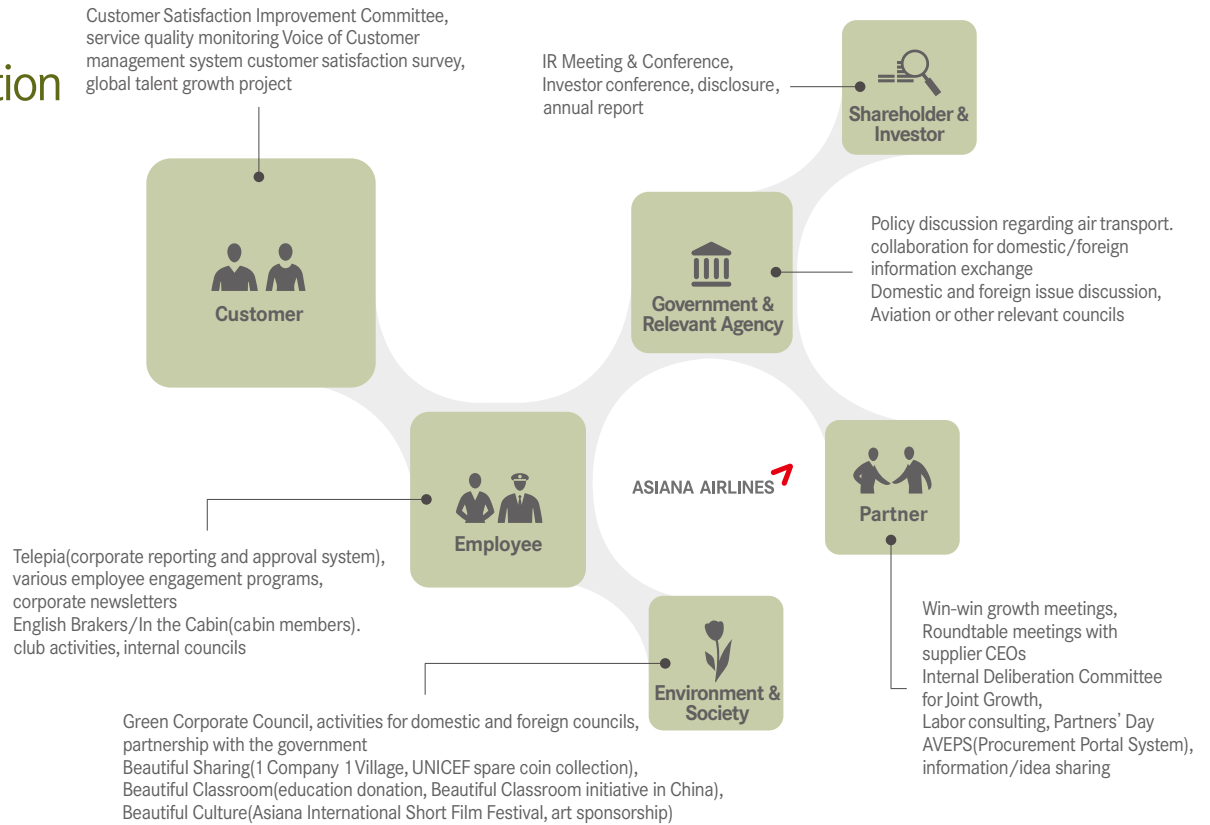 Customer Satisfaction Improvement Committee,
service quality monitoring Voice of Customer
management system customer satisfaction survey,
global talent growth project
tion
IR Meeting & Conference,
Investor conference, disclosure,
annual report
Shareholder &
Investor
Customer
Government &
Relevant Agency
Policy discussion regarding air transport.
collaboration for domestic/foreign
information exchange
Domestic and foreign issue discussion,
Aviation or other relevant councils
Employee
ASIANA AIRLINES
Partner
Telepia(corporate reporting and approval system),
various employee engagement programs,
corporate newsletters
English Brakers/In the Cabin(cabin members).
club activities, internal councils
Environment &
Society
Win-win growth meetings,
Roundtable meetings with
supplier CEOs
Internal Deliberation Committee
for Joint Growth,
Labor consulting, Partners’ Day
AVEPS(Procurement Portal System),
information/idea sharing
Green Corporate Council, activities for domestic and foreign councils,
partnership with the government
Beautiful Sharing(1 Company 1 Village, UNICEF spare coin collection),
Beautiful Classroom(education donation, Beautiful Classroom initiative in China),
Beautiful Culture(Asiana International Short Film Festival, art sponsorship)